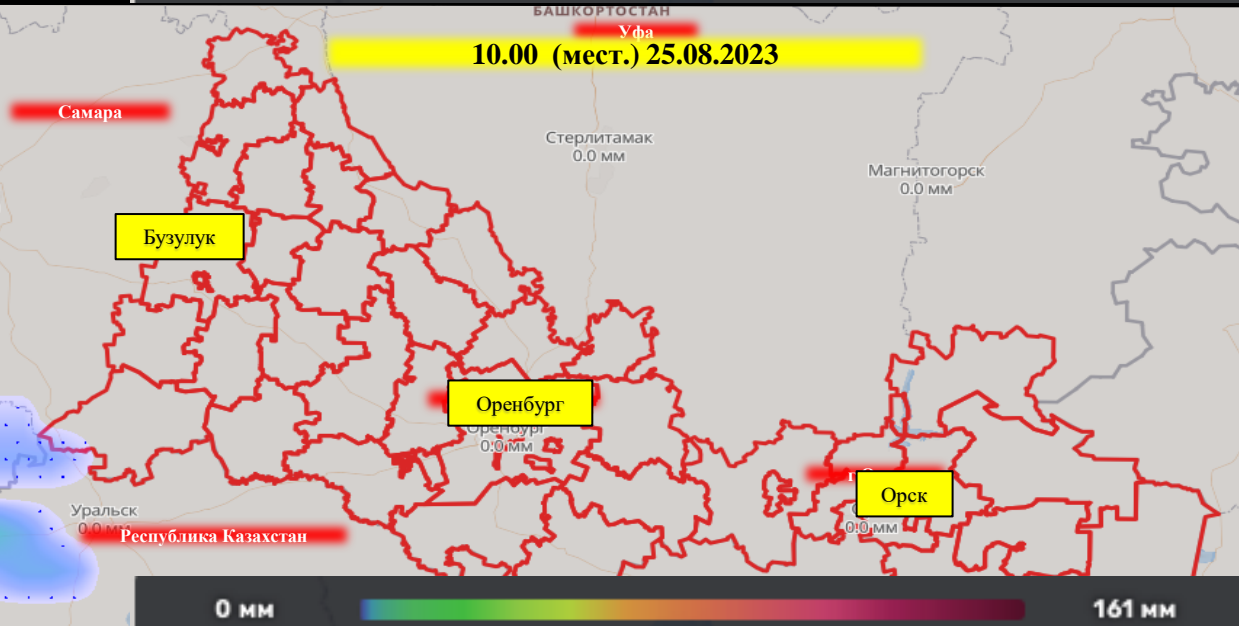 БАШКОРТОСТАН
Уфа
10.00 (мест.) 25.08.2023
Самара
Стерлитамак
0.0 мм
Магнитогорск
0.0 мм
Бузулук
Оренбург
Оренбург
0.0 мм
Орск
0.0 мм
Уральск
0.0 мм
Республика Казахстан
0 мм
161 мм